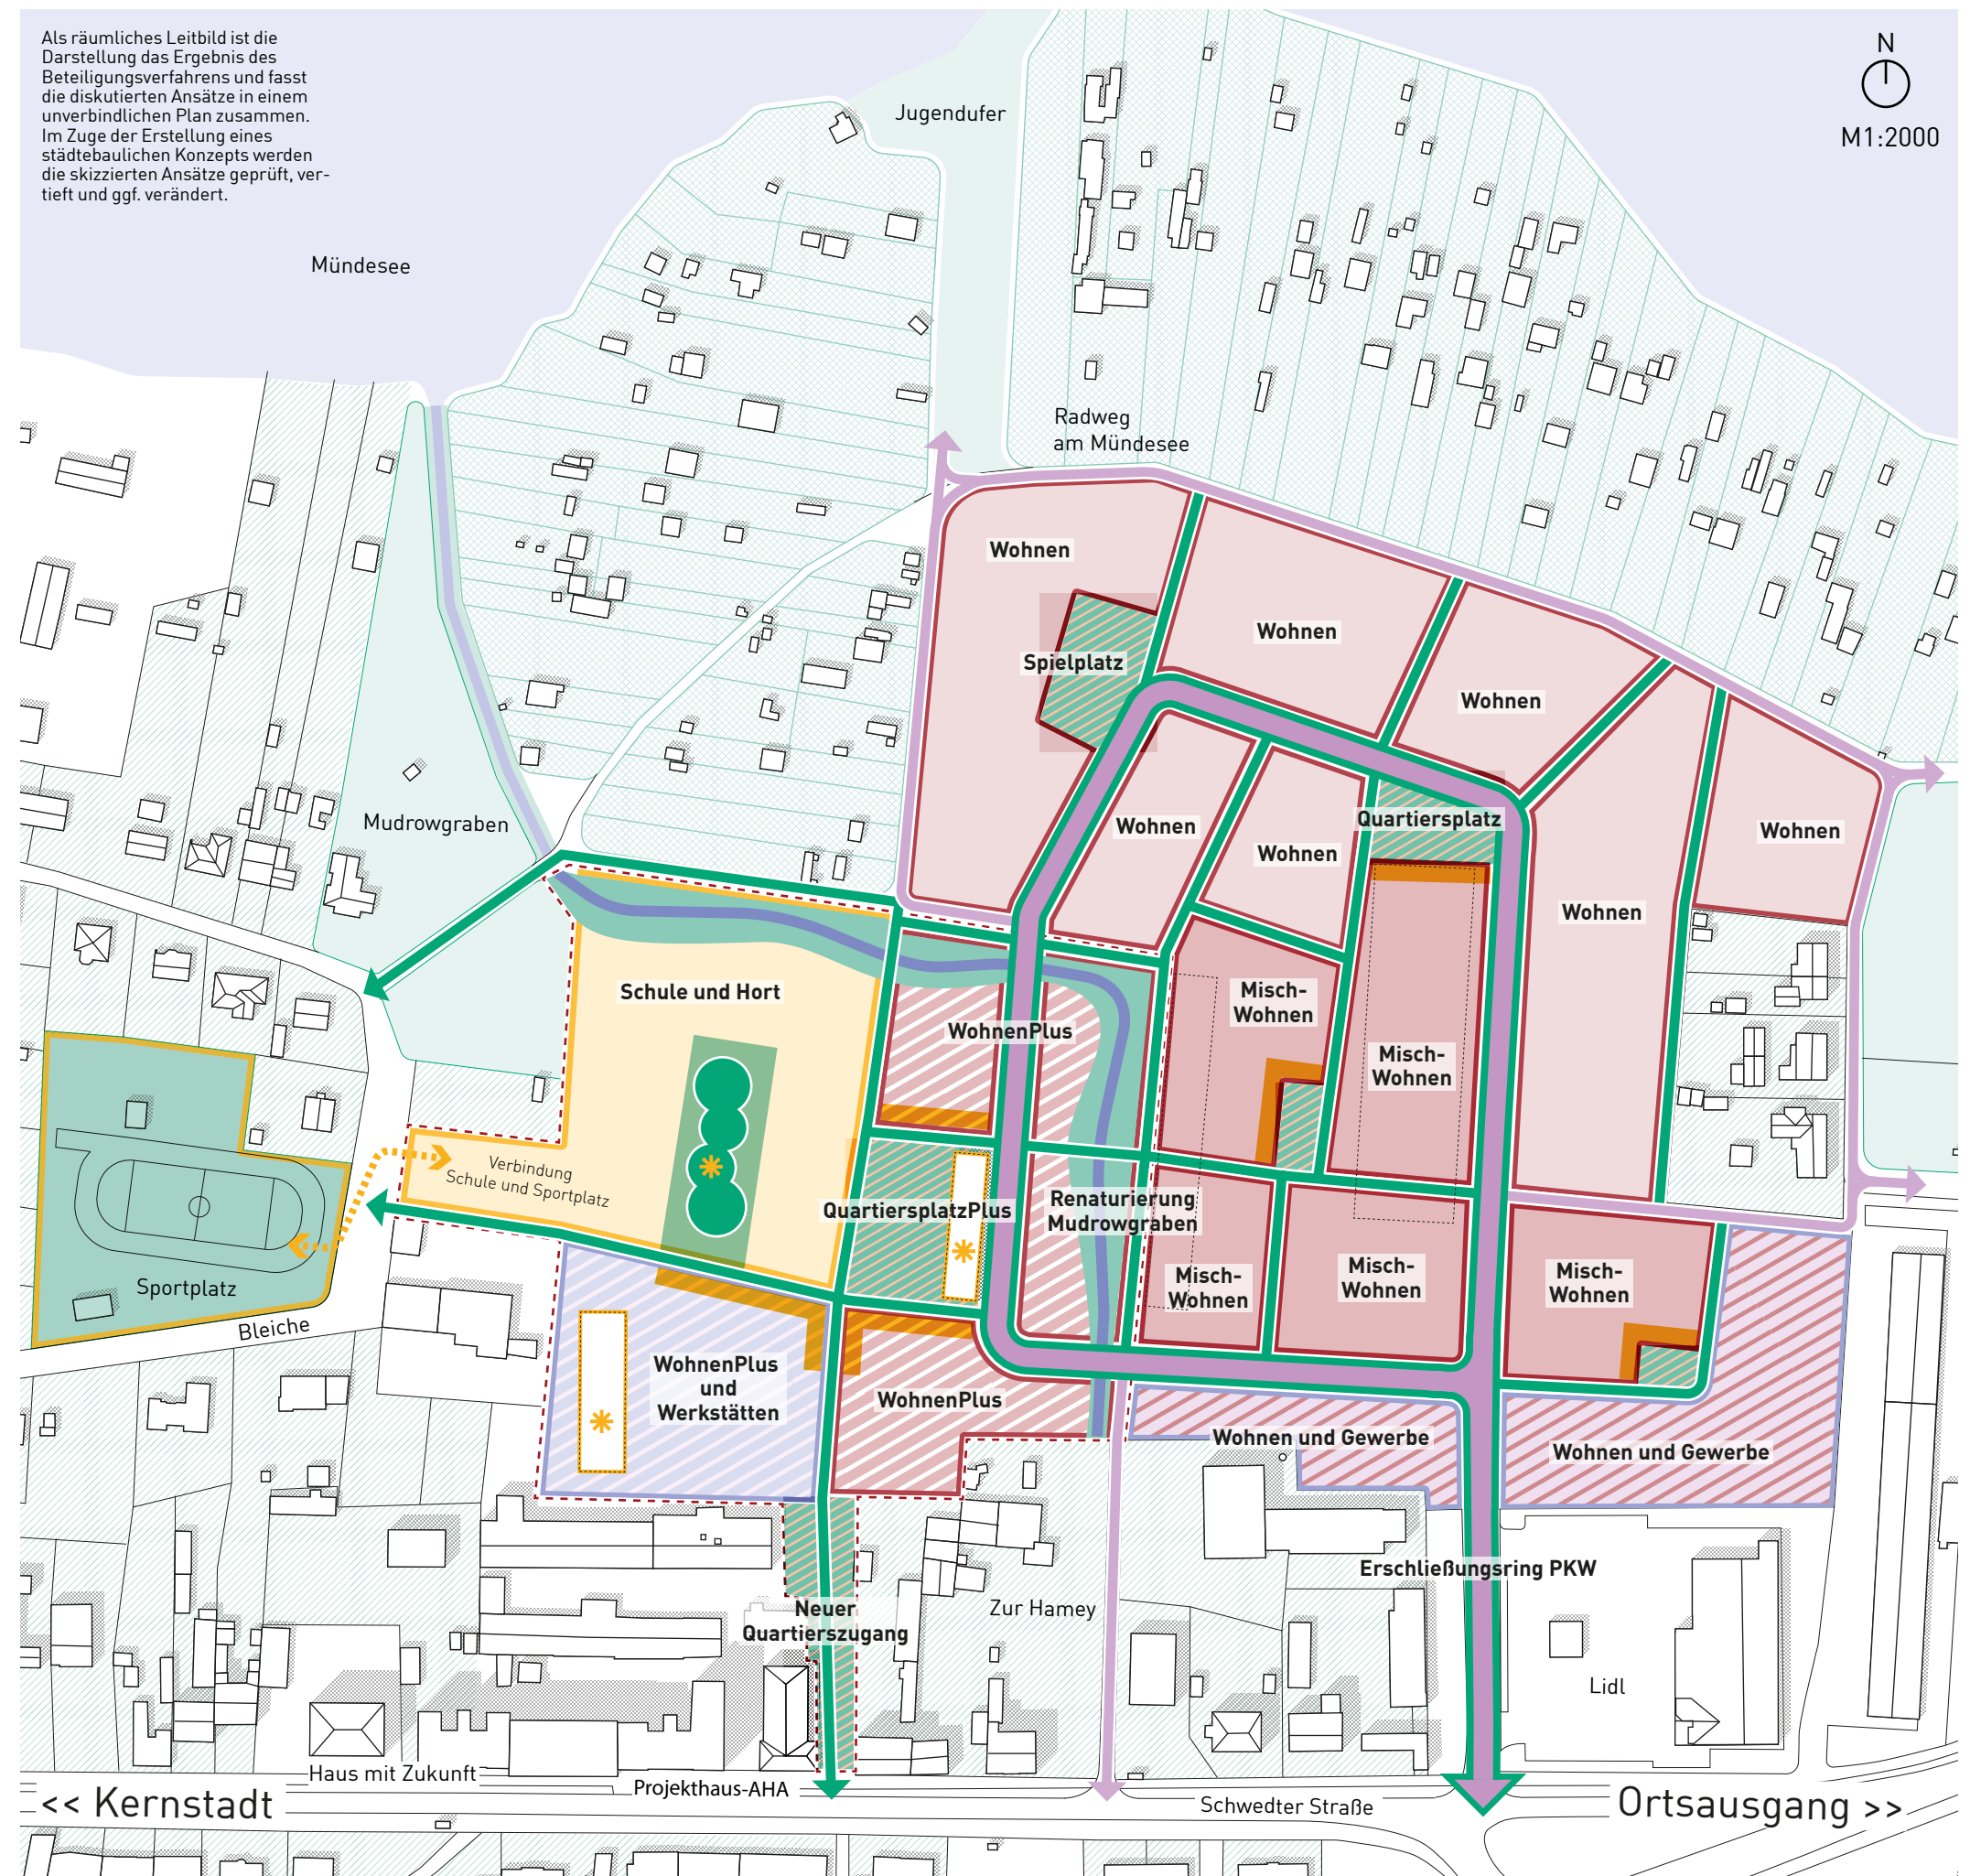 Als räumliches Leitbild ist die
Darstellung das Ergebnis des
Beteiligungsverfahrens und fasst
die diskutierten Ansätze in einem
unverbindlichen Plan zusammen.
Im Zuge der Erstellung eines
städtebaulichen Konzepts werden
die skizzierten Ansätze geprüft, ver-
tieft und ggf. verändert.
N
M1:2000
Jugendufer
Mündesee
Radweg
am Mündesee
Wohnen
Wohnen
Spielplatz
Wohnen
Quartiersplatz
Mudrowgraben
Wohnen
Wohnen
Wohnen
Wohnen
Schule und Hort
Misch-
Wohnen
WohnenPlus
Misch-
Wohnen
Verbindung
Schule und Sportplatz
QuartiersplatzPlus
Renaturierung
Mudrowgraben
Sportplatz
Misch-
Wohnen
Misch-
Wohnen
Misch-
Wohnen
Bleiche
WohnenPlus
und
Werkstätten
WohnenPlus
Wohnen und Gewerbe
Wohnen und Gewerbe
Erschließungsring PKW
Neuer
Quartierszugang
Zur Hamey
Lidl
Haus mit Zukunft
Projekthaus-AHA
<< Kernstadt
Schwedter Straße
Ortsausgang >>